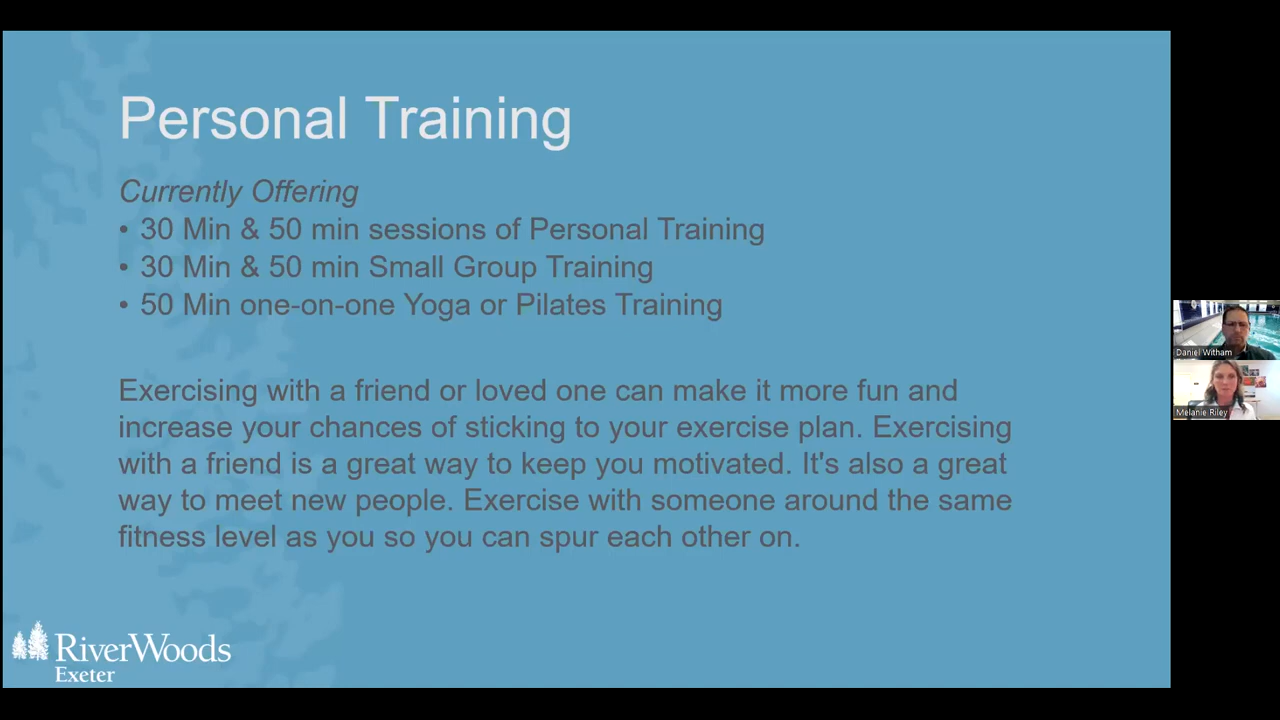 Personal Training
Currently Offering
• 30 Min & 50 min sessions of Personal Training
• 30 Min & 50 min Small Group Training
• 50 Min one-on-one Yoga or Pilates Training
Exercising with a friend or loved one can make it more fun and
increase your chances of sticking to your exercise plan. Exercising
with a friend is a great way to keep you motivated. It's also a great
way to meet new people. Exercise with someone around the same
fitness level as you so you can spur each other on.
RiverWoods
Exeter
Daniel Witham
Melanie Riley